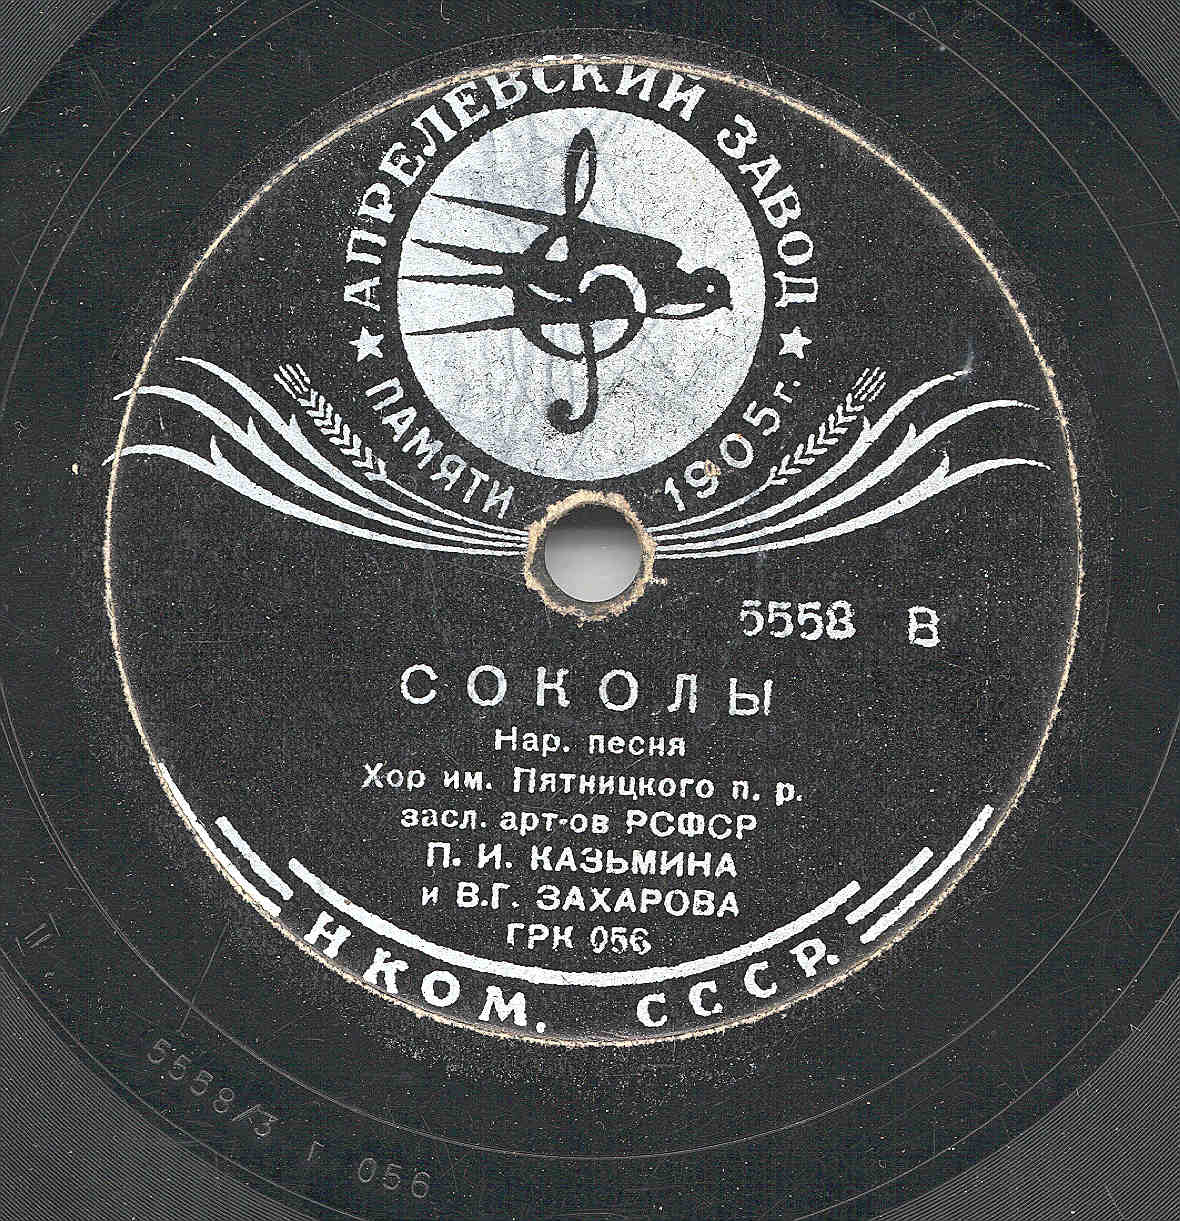 АПРЕЛЕВСКИЙ ЗАВОД
★ ПАМЯТИ 1905 г. ★
5558 В
СОКОЛЫ
Нар. песня
Хор им. Пятницкого п. р.
засл. арт-ов РСФСР
П. И. КАЗЬМИНА
и В.Г. ЗАХАРОВА
ГРК 056
НКОМ. СССР.
II
5558/3 Г 056